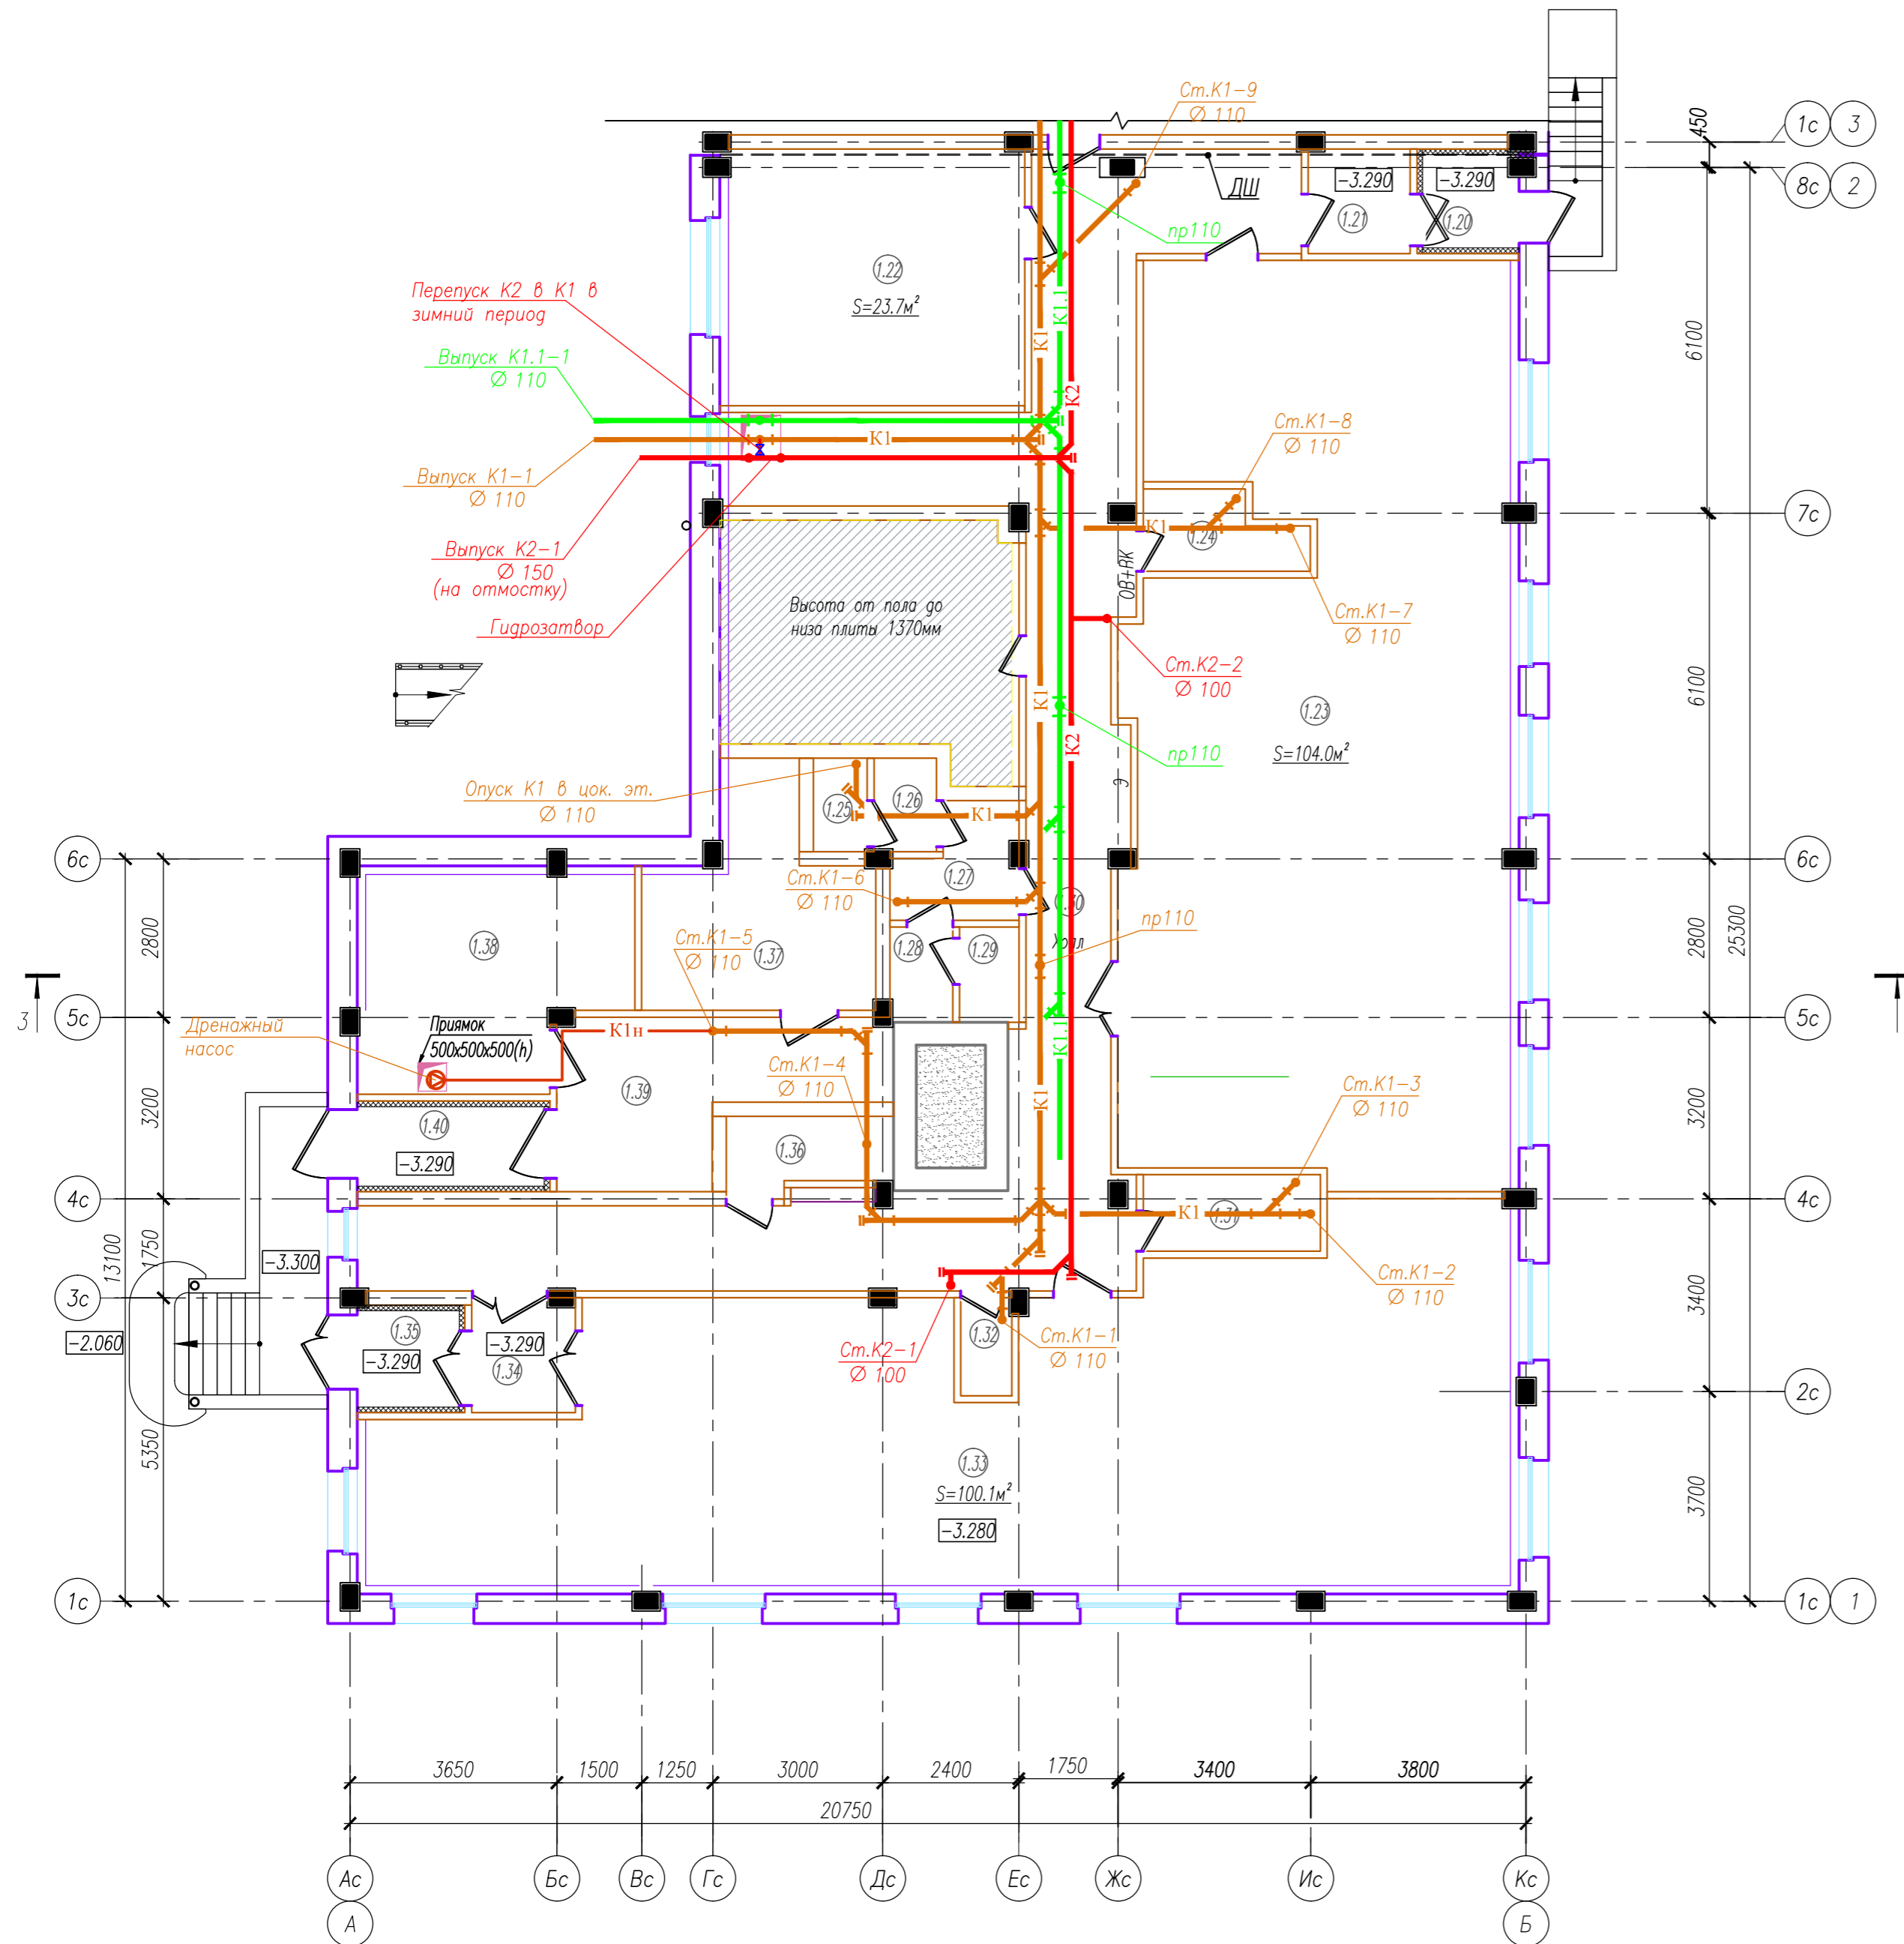 Ст.К1-9
Ø 110
450
1с
3
8с
2
-3.290
-3.290
ДШ
1.21
1.20
пр110
1.22
S=23.7м²
Перепуск К2 в К1 в
зимний период
К1.1
К1
6100
Выпуск К1.1-1
Ø 110
К2
Ст.К1-8
Ø 110
К1
Выпуск К1-1
Ø 110
7с
К1
1.24
Выпуск К2-1
Ø 150
(на отмостку)
ОВ+ВК
Высота от пола до
низа плиты 1370мм
Гидрозатвор
Ст.К1-7
Ø 110
Ст.К2-2
Ø 100
К1
6100
1.23
S=104.0м²
К2
пр110
Э
Опуск К1 в цок. эт.
Ø 110
1.25
1.26
К1
6с
6с
Ст.К1-6
Ø 110
1.27
1.30
Холл
пр110
2800
1.38
Ст.К1-5
Ø 110
1.37
1.28
1.29
2800
25300
3
5с
Дренажный
насос
Приямок
500х500х500(h)
К1н
К1.1
5с
Ст.К1-4
Ø 110
1.39
К1
Ст.К1-3
Ø 110
3200
1.40
-3.290
1.36
3200
4с
4с
К1
1.31
13100
1750
-3.300
Ст.К1-2
Ø 110
3400
3с
-2.060
1.35
-3.290
-3.290
1.34
Ст.К2-1
Ø 100
1.32
Ст.К1-1
Ø 110
2с
5350
1.33
S=100.1м²
-3.280
3700
1с
1с
1
3650
1500
1250
3000
2400
1750
3400
3800
20750
Ас
Бс
Вс
Гс
Дс
Ес
Жс
Ис
Кс
А
Б